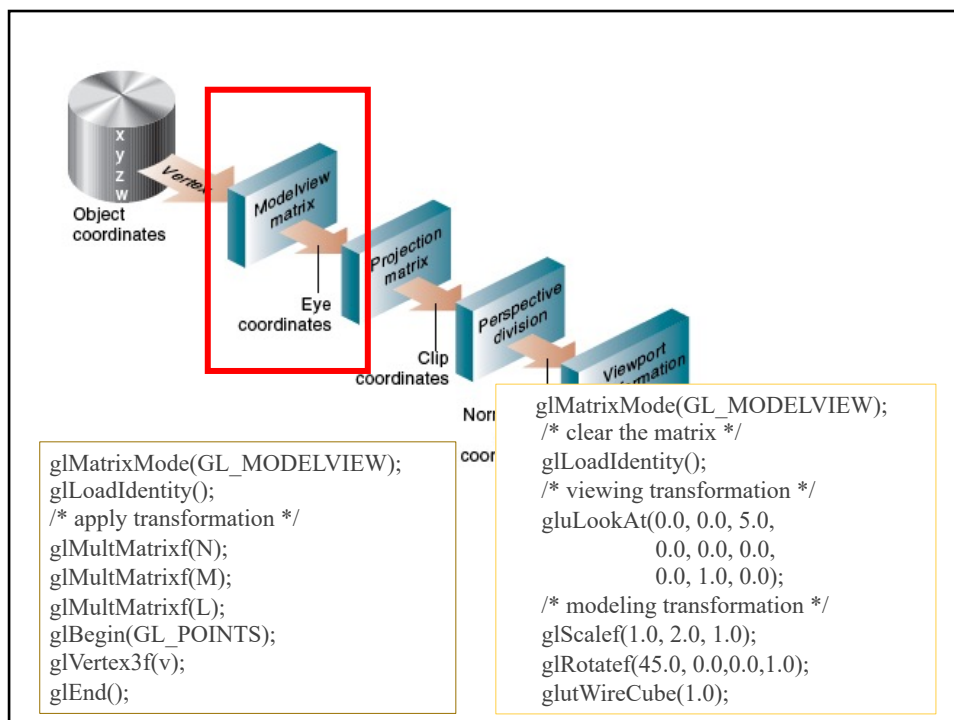 x
y
z
w
Vertex
Object
coordinates
Modelview
matrix
Eye
coordinates
Projection
matrix
Clip
coordinates
Perspective
division
Viewport
glMatrixMode(GL_MODELVIEW);
glLoadIdentity();
/* apply transformation */
glMultMatrixf(N);
glMultMatrixf(M);
glMultMatrixf(L);
glBegin(GL_POINTS);
glVertex3f(v);
glEnd();
glMatrixMode(GL_MODELVIEW);
/* clear the matrix */
glLoadIdentity();
/* viewing transformation */
gluLookAt(0.0, 0.0, 5.0,
0.0, 0.0, 0.0,
0.0, 1.0, 0.0);
/* modeling transformation */
glScalef(1.0, 2.0, 1.0);
glRotatef(45.0, 0.0,0.0,1.0);
glutWireCube(1.0);